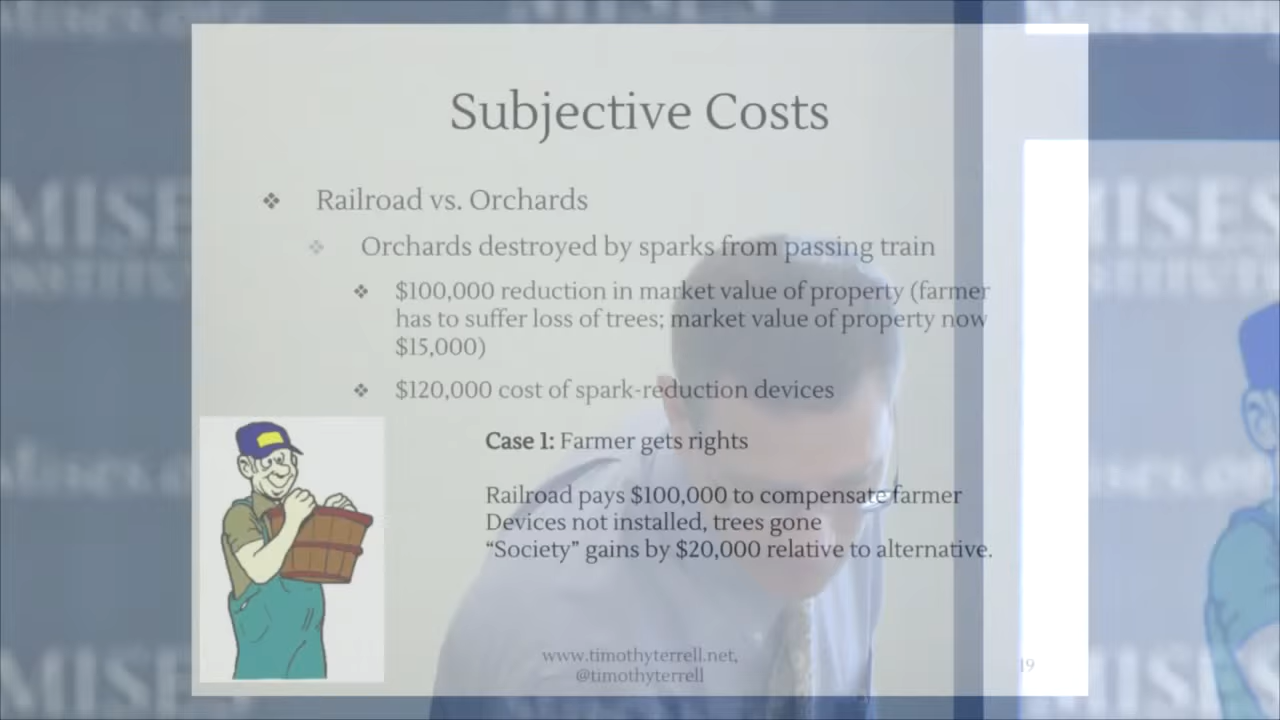 MISES
Subjective Costs
❖ Railroad vs. Orchards
❖ Orchards destroyed by sparks from passing train
❖ $100,000 reduction in market value of property (farmer
has to suffer loss of trees; market value of property now
$15,000)
❖ $120,000 cost of spark-reduction devices
Case 1: Farmer gets rights
Railroad pays $100,000 to compensate farmer
Devices not installed, trees gone
“Society” gains by $20,000 relative to alternative.
www.timothyterrell.net,
@timothyterrell
19